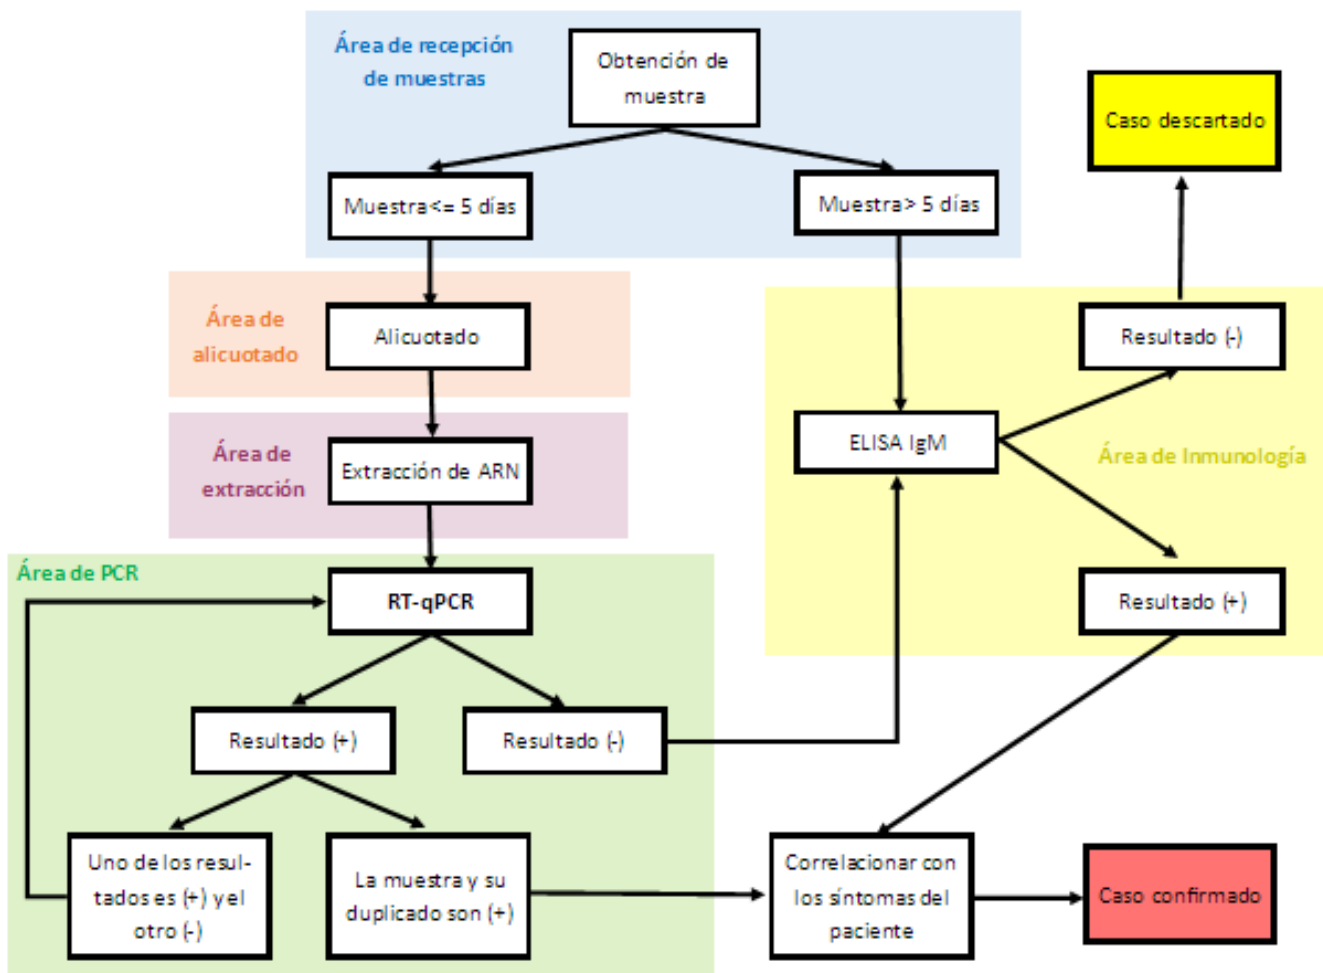 Área de recepción
de muestras
Obtención de
muestra
Caso descartado
Muestra<= 5 días
Muestra> 5 días
Área de
alicuotado
Alicuotado
Resultado (-)
Área de
extracción
Extracción de ARN
ELISA IgM
Área de Inmunología
Área de PCR
RT-qPCR
Resultado (+)
Resultado (+)
Resultado (-)
Uno de los resul-
tados es (+) y el
otro (-)
La muestra y su
duplicado son (+)
Correlacionar con
los síntomas del
paciente
Caso confirmado